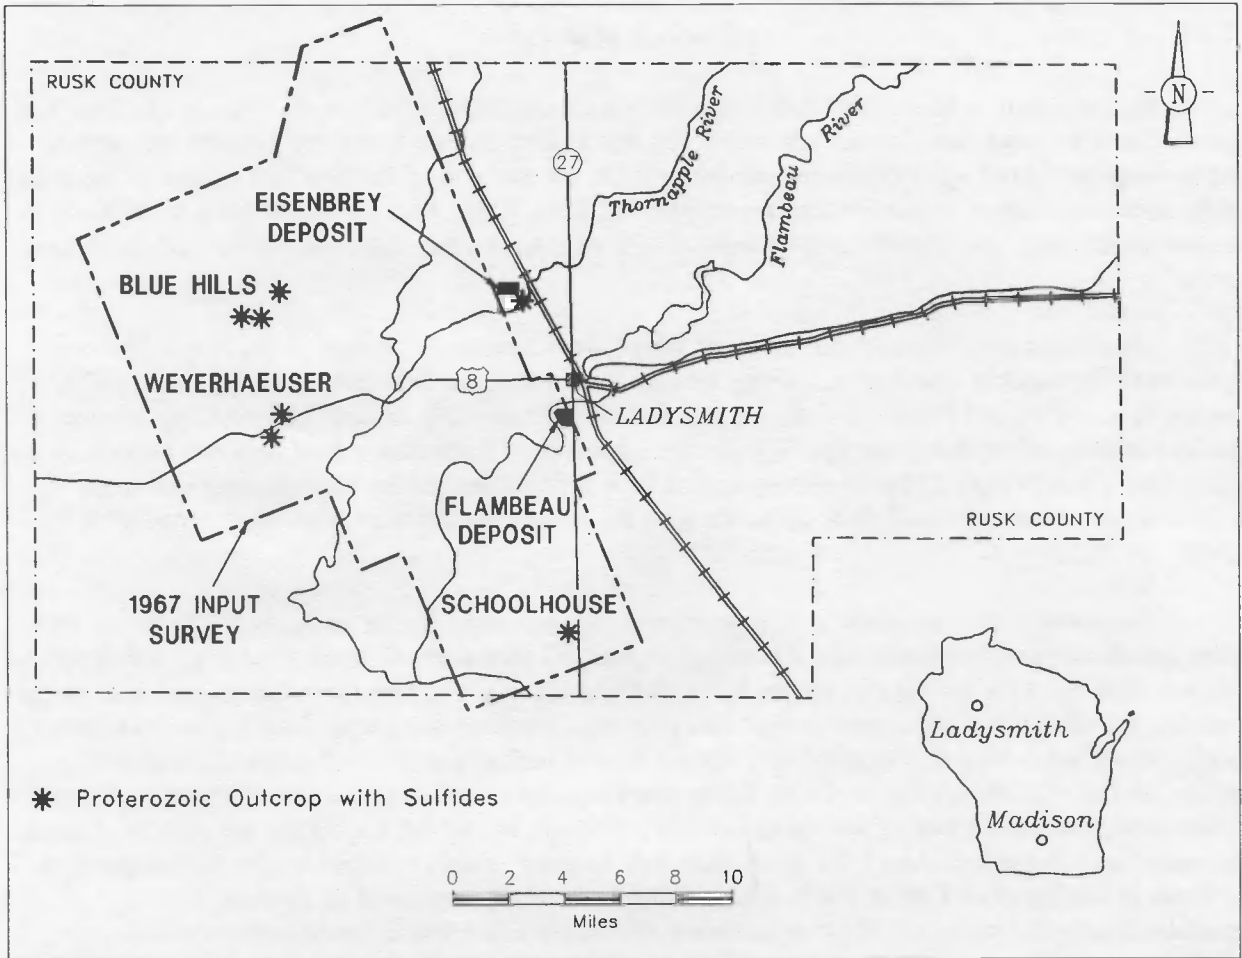 RUSK COUNTY
N
27
Thornapple River
Flambeau River
EISENBREY
DEPOSIT
BLUE HILLS
8
WEYERHAEUSER
LADYSMITH
FLAMBEAU
DEPOSIT
RUSK COUNTY
1967 INPUT
SURVEY
SCHOOLHOUSE
Ladysmith
Madison
Proterozoic Outcrop with Sulfides
0 2 4 6 8 10
Miles